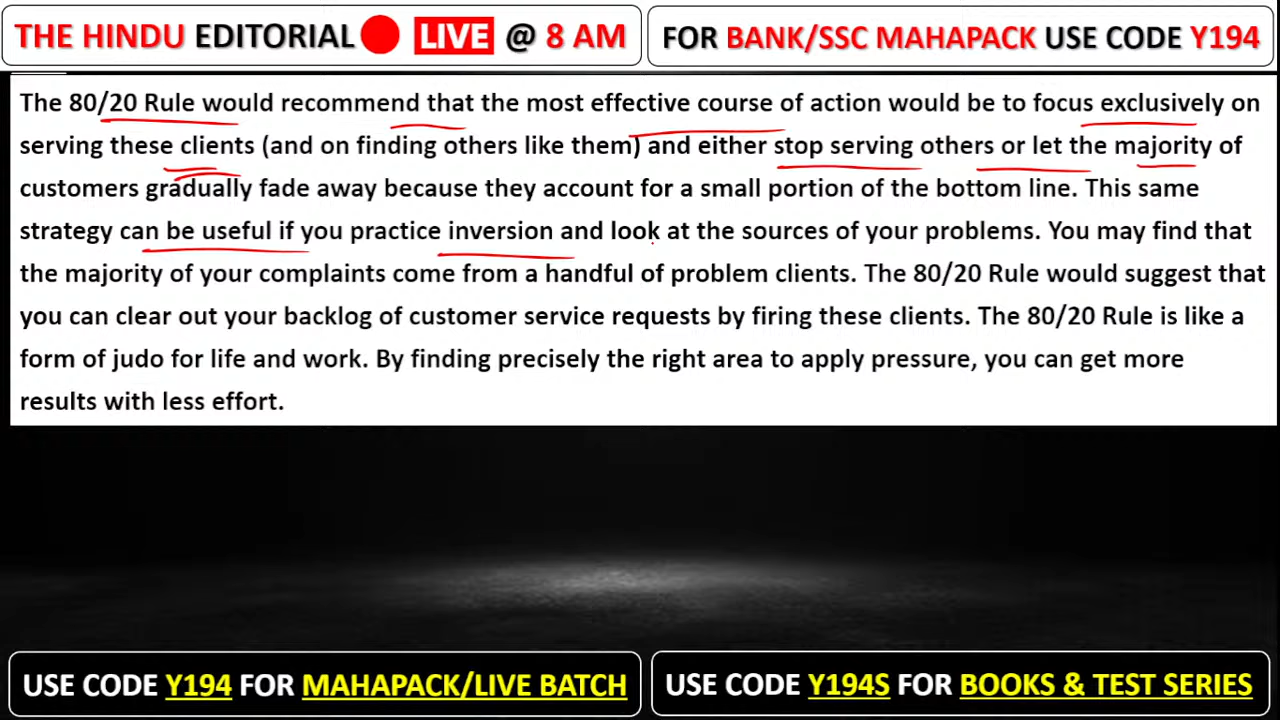 THE HINDU EDITORIAL LIVE @ 8 AM
FOR BANK/SSC MAHAPACK USE CODE Y194
The 80/20 Rule would recommend that the most effective course of action would be to focus exclusively on
serving these clients (and on finding others like them) and either stop serving others or let the majority of
customers gradually fade away because they account for a small portion of the bottom line. This same
strategy can be useful if you practice inversion and look at the sources of your problems. You may find that
the majority of your complaints come from a handful of problem clients. The 80/20 Rule would suggest that
you can clear out your backlog of customer service requests by firing these clients. The 80/20 Rule is like a
form of judo for life and work. By finding precisely the right area to apply pressure, you can get more
results with less effort.
USE CODE Y194 FOR MAHAPACK/LIVE BATCH
USE CODE Y194S FOR BOOKS & TEST SERIES